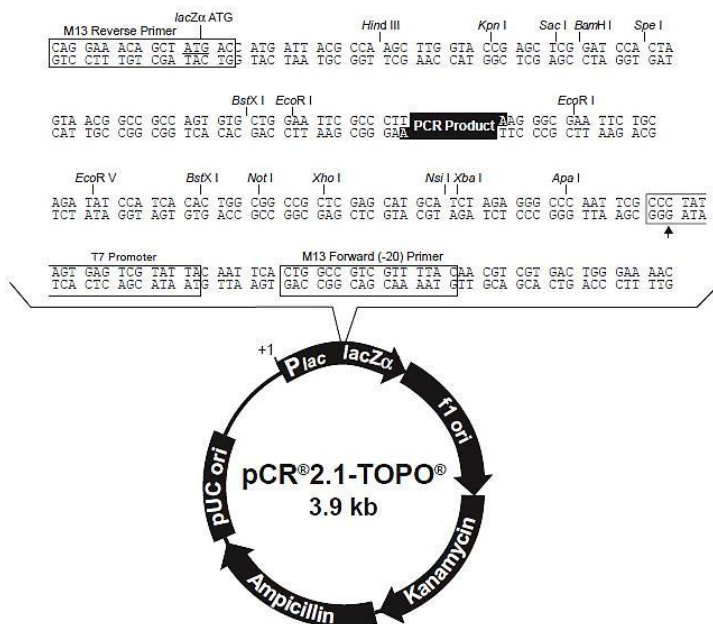 lacZα ATG
M13 Reverse Primer
Hind III Kpn I Sac I BamH I Spe I
CAG GAA ACA GCT ATG ACC ATG ATT ACG CCA AGC TTG GTA CCG AGC TCG GAT CCA CTA
GTC CTT TGT CGA TAC TGG TAC TAA TGC GGT TCG AAC CAT GGC TCG AGC CTA GGT GAT
BstX I EcoR I EcoR I
GTA ACG GCC GCC AGT GTG CTG GAA TTC GCC CTT PCR Product AAG GGC GAA TTC TGC
CAT TGC CGG CGG TCA CAC GAC CTT AAG CGG GAA TTC CCG CTT AAG ACG
EcoR V BstX I Not I Xho I Nsi I Xba I Apa I
AGA TAT CCA TCA CAC TGG CGG CCG CTC GAG CAT GCA TCT AGA GGG CCC AAT TCG CCC TAT
TCT ATA GGT AGT GTG ACC GCC GGC GAG CTC GTA CGT AGA TCT CCC GGG TTA AGC GGG ATA
T7 Promoter M13 Forward (-20) Primer
AGT GAG TCG TAT TAC AAT TCA CTG GCC GTC GTT TTA CAA CGT CGT GAC TGG GAA AAC
TCA CTC AGC ATA ATG TTA AGT GAC CGG CAG CAA AAT GTT GCA GCA CTG ACC CTT TTG
+1
Plac lacZα
f1 ori
pUC ori
pCR®2.1-TOPO®
3.9 kb
Kanamycin
Ampicillin